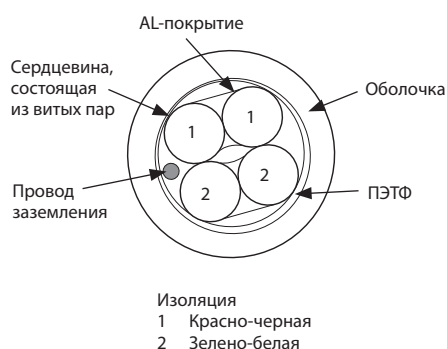 AL-покрытие
Сердцевина,
состоящая
из витых пар
Оболочка
1
1
2
2
Провод
заземления
ПЭТФ
Изоляция
1 Красно-черная
2 Зелено-белая